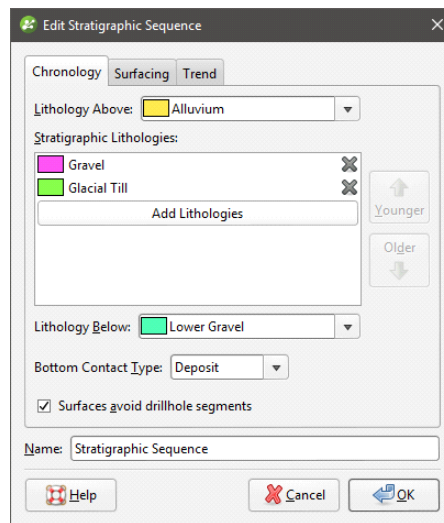 Edit Stratigraphic Sequence
Chronology Surfacing Trend
Lithology Above: Alluvium
Stratigraphic Lithologies:
Gravel
Glacial Till
Add Lithologies
Younger
Older
Lithology Below: Lower Gravel
Bottom Contact Type: Deposit
Surfaces avoid drillhole segments
Name: Stratigraphic Sequence
Help Cancel OK